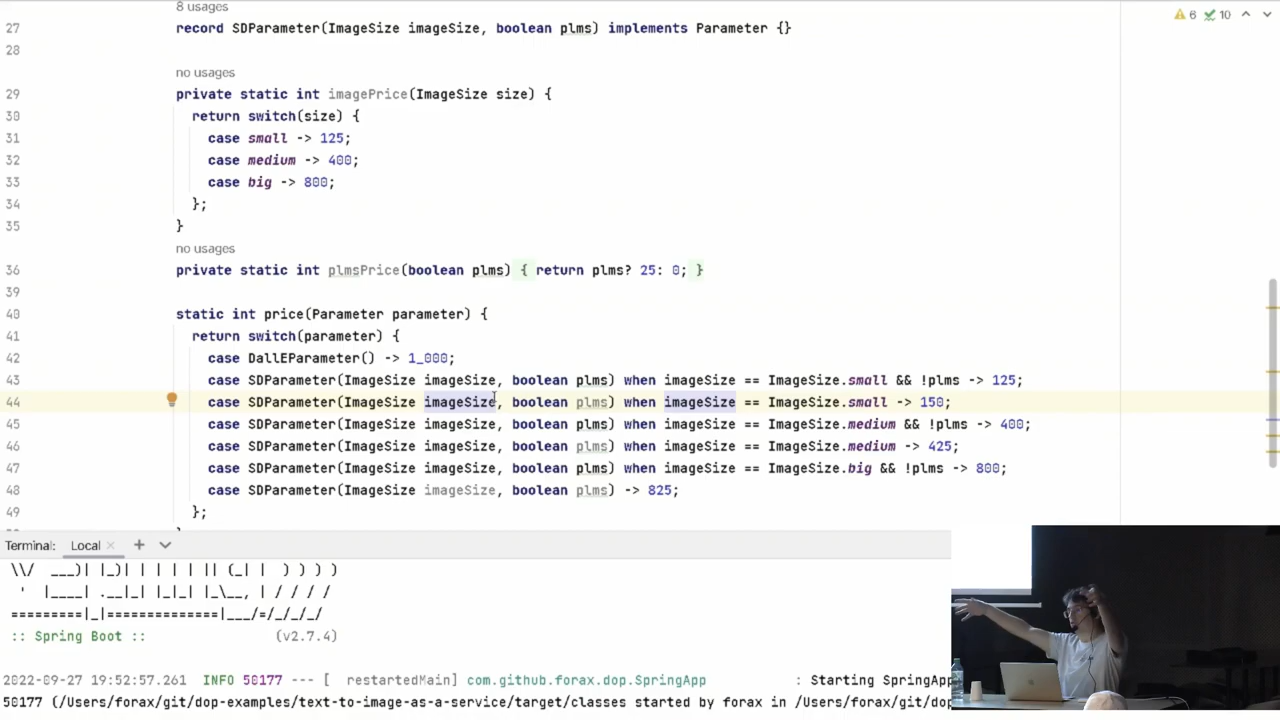 8 usages
27 record SDParameter(ImageSize imageSize, boolean plms) implements Parameter {}
28
no usages
29 private static int imagePrice(ImageSize size) {
30 return switch(size) {
31 case small -> 125;
32 case medium -> 400;
33 case big -> 800;
34 };
35 }
no usages
36 private static int plmsPrice(boolean plms) { return plms? 25: 0; }
39
40 static int price(Parameter parameter) {
41 return switch(parameter) {
42 case DallEParameter() -> 1_000;
43 case SDParameter(ImageSize imageSize, boolean plms) when imageSize == ImageSize.small && !plms -> 125;
44 case SDParameter(ImageSize imageSize, boolean plms) when imageSize == ImageSize.small -> 150;
45 case SDParameter(ImageSize imageSize, boolean plms) when imageSize == ImageSize.medium && !plms -> 400;
46 case SDParameter(ImageSize imageSize, boolean plms) when imageSize == ImageSize.medium -> 425;
47 case SDParameter(ImageSize imageSize, boolean plms) when imageSize == ImageSize.big && !plms -> 800;
48 case SDParameter(ImageSize imageSize, boolean plms) -> 825;
49 };
6 10
Terminal: Local × +
\\/  ___)| |_)| | | | | || (_| |  ) ) ) )
'  |____| .__|_| |_|_| |_\__, | / / / /
=========|_|==============|___/=/_/_/_/
:: Spring Boot :: (v2.7.4)
2022-09-27 19:52:57.261 INFO 50177 --- [ restartedMain] com.github.forax.dop.SpringApp : Starting SpringApp
50177 (/Users/forax/git/dop-examples/text-to-image-as-a-service/target/classes started by forax in /Users/forax/git/dop